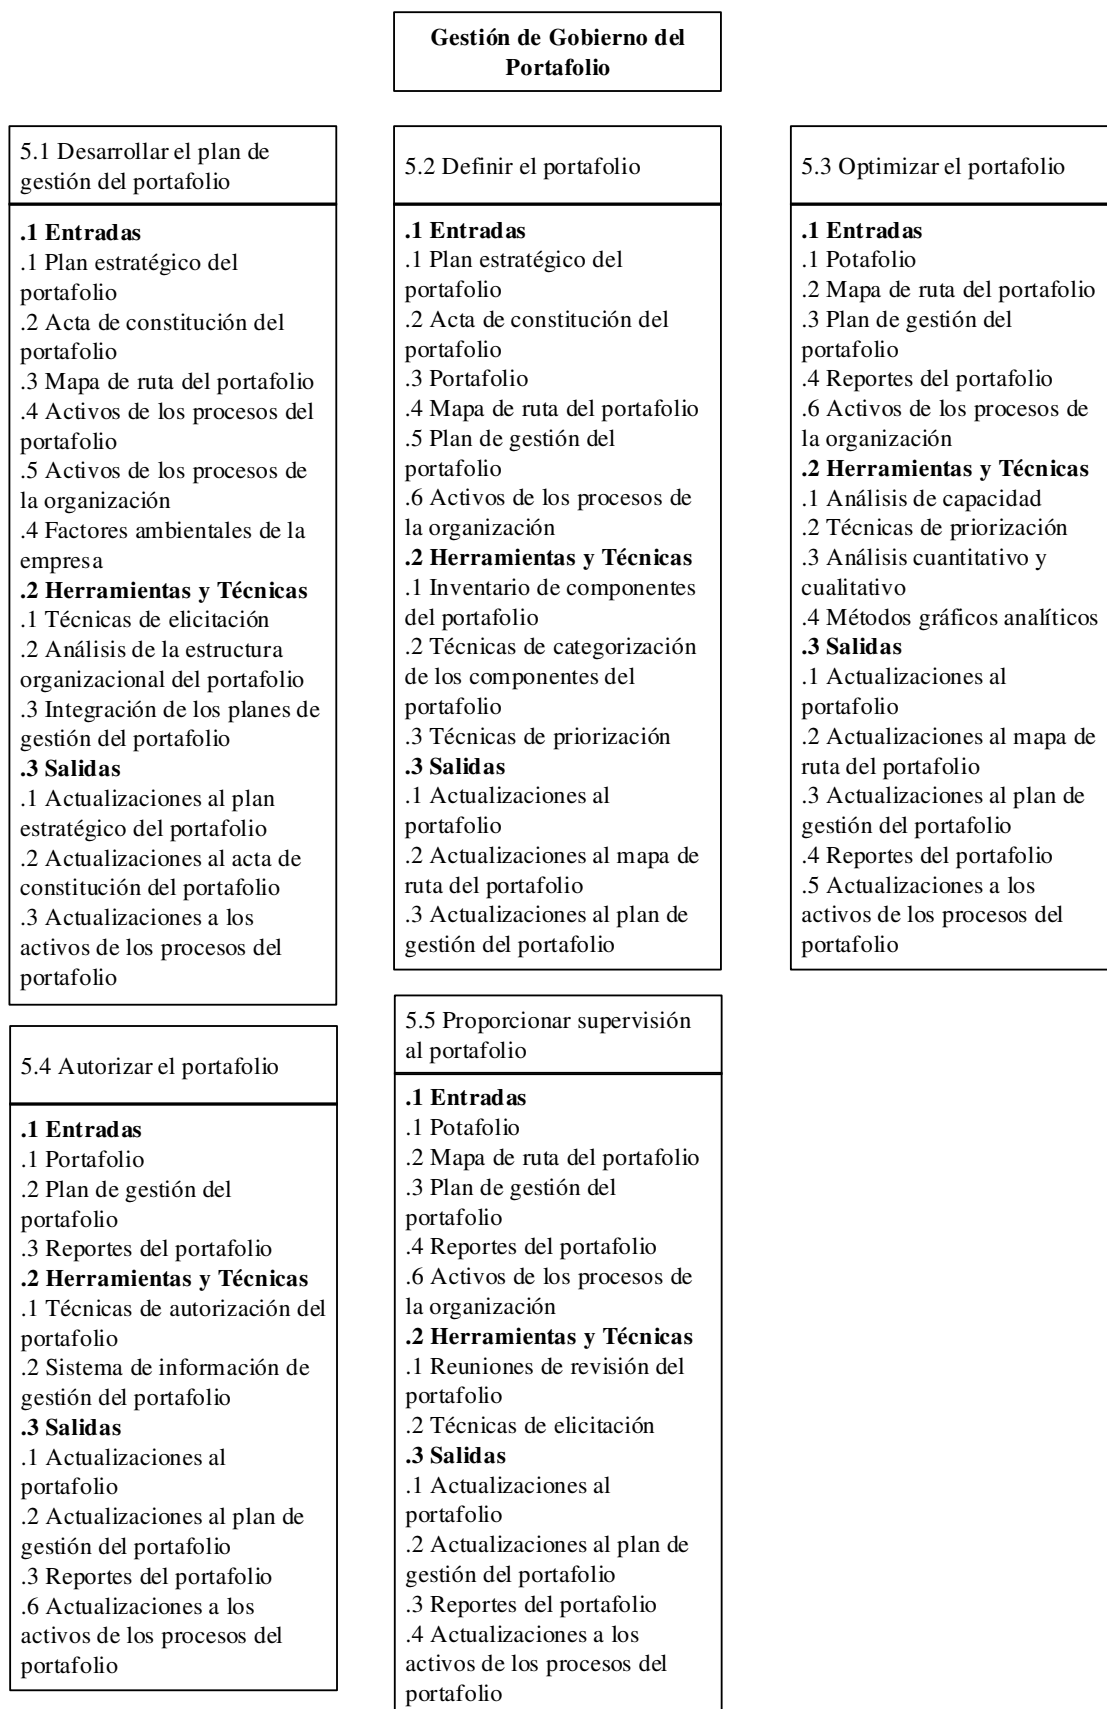 Gestión de Gobierno del
Portafolio
5.1 Desarrollar el plan de
gestión del portafolio
.1 Entradas
.1 Plan estratégico del
portafolio
.2 Acta de constitución del
portafolio
.3 Mapa de ruta del portafolio
.4 Activos de los procesos del
portafolio
.5 Activos de los procesos de
la organización
.4 Factores ambientales de la
empresa
.2 Herramientas y Técnicas
.1 Técnicas de elicitación
.2 Análisis de la estructura
organizacional del portafolio
.3 Integración de los planes de
gestión del portafolio
.3 Salidas
.1 Actualizaciones al plan
estratégico del portafolio
.2 Actualizaciones al acta de
constitución del portafolio
.3 Actualizaciones a los
activos de los procesos del
portafolio
5.2 Definir el portafolio
.1 Entradas
.1 Plan estratégico del
portafolio
.2 Acta de constitución del
portafolio
.3 Portafolio
.4 Mapa de ruta del portafolio
.5 Plan de gestión del
portafolio
.6 Activos de los procesos de
la organización
.2 Herramientas y Técnicas
.1 Inventario de componentes
del portafolio
.2 Técnicas de categorización
de los componentes del
portafolio
.3 Técnicas de priorización
.3 Salidas
.1 Actualizaciones al
portafolio
.2 Actualizaciones al mapa de
ruta del portafolio
.3 Actualizaciones al plan de
gestión del portafolio
5.3 Optimizar el portafolio
.1 Entradas
.1 Potafolio
.2 Mapa de ruta del portafolio
.3 Plan de gestión del
portafolio
.4 Reportes del portafolio
.6 Activos de los procesos de
la organización
.2 Herramientas y Técnicas
.1 Análisis de capacidad
.2 Técnicas de priorización
.3 Análisis cuantitativo y
cualitativo
.4 Métodos gráficos analíticos
.3 Salidas
.1 Actualizaciones al
portafolio
.2 Actualizaciones al mapa de
ruta del portafolio
.3 Actualizaciones al plan de
gestión del portafolio
.4 Reportes del portafolio
.5 Actualizaciones a los
activos de los procesos del
portafolio
5.4 Autorizar el portafolio
.1 Entradas
.1 Portafolio
.2 Plan de gestión del
portafolio
.3 Reportes del portafolio
.2 Herramientas y Técnicas
.1 Técnicas de autorización del
portafolio
.2 Sistema de información de
gestión del portafolio
.3 Salidas
.1 Actualizaciones al
portafolio
.2 Actualizaciones al plan de
gestión del portafolio
.3 Reportes del portafolio
.6 Actualizaciones a los
activos de los procesos del
portafolio
5.5 Proporcionar supervisión
al portafolio
.1 Entradas
.1 Potafolio
.2 Mapa de ruta del portafolio
.3 Plan de gestión del
portafolio
.4 Reportes del portafolio
.6 Activos de los procesos de
la organización
.2 Herramientas y Técnicas
.1 Reuniones de revisión del
portafolio
.2 Técnicas de elicitación
.3 Salidas
.1 Actualizaciones al
portafolio
.2 Actualizaciones al plan de
gestión del portafolio
.3 Reportes del portafolio
.4 Actualizaciones a los
activos de los procesos del
portafolio